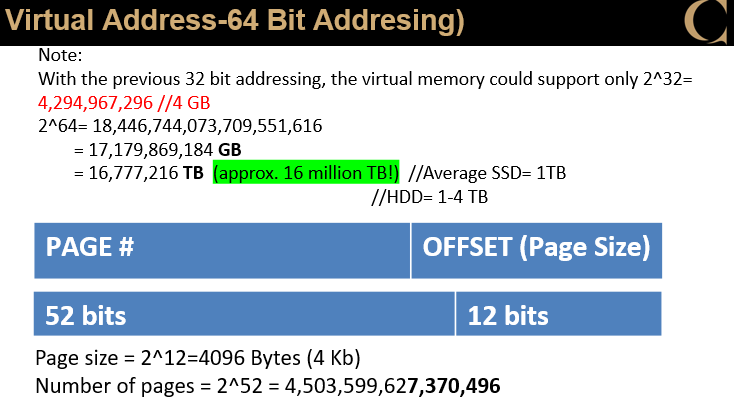 Virtual Address-64 Bit Addresing)
Note:
With the previous 32 bit addressing, the virtual memory could support only 2^32=
4,294,967,296 //4 GB
2^64= 18,446,744,073,709,551,616
= 17,179,869,184 GB
= 16,777,216 TB (approx. 16 million TB!) //Average SSD= 1TB
//HDD= 1-4 TB
PAGE # OFFSET (Page Size)
52 bits 12 bits
Page size = 2^12=4096 Bytes (4 Kb)
Number of pages = 2^52 = 4,503,599,627,370,496